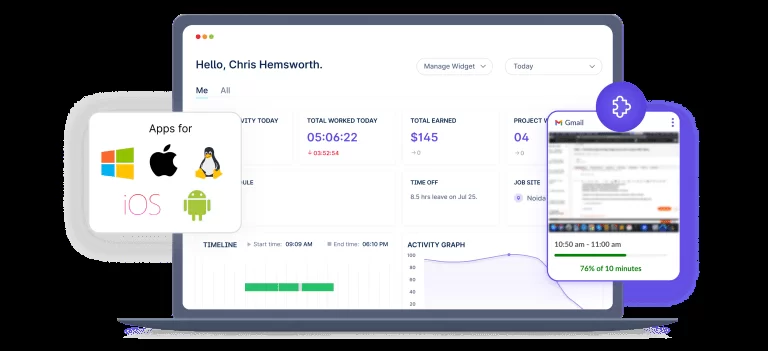 Hello, Chris Hemsworth.
Manage Widget
Today
Me
All
Apps for
iOS
VITY TODAY
TOTAL WORKED TODAY
05:06:22
↓ 03:52:54
TOTAL EARNED
$145
→0
PROJECT W
04
→0
Gmail
DULE
TIME OFF
8.5 hrs leave on Jul 25.
JOB SITE
Noida
TIMELINE
Start time: 09:09 AM
End time: 06:10 PM
ACTIVITY GRAPH
100
80
60
40
20
10:50 am - 11:00 am
76% of 10 minutes